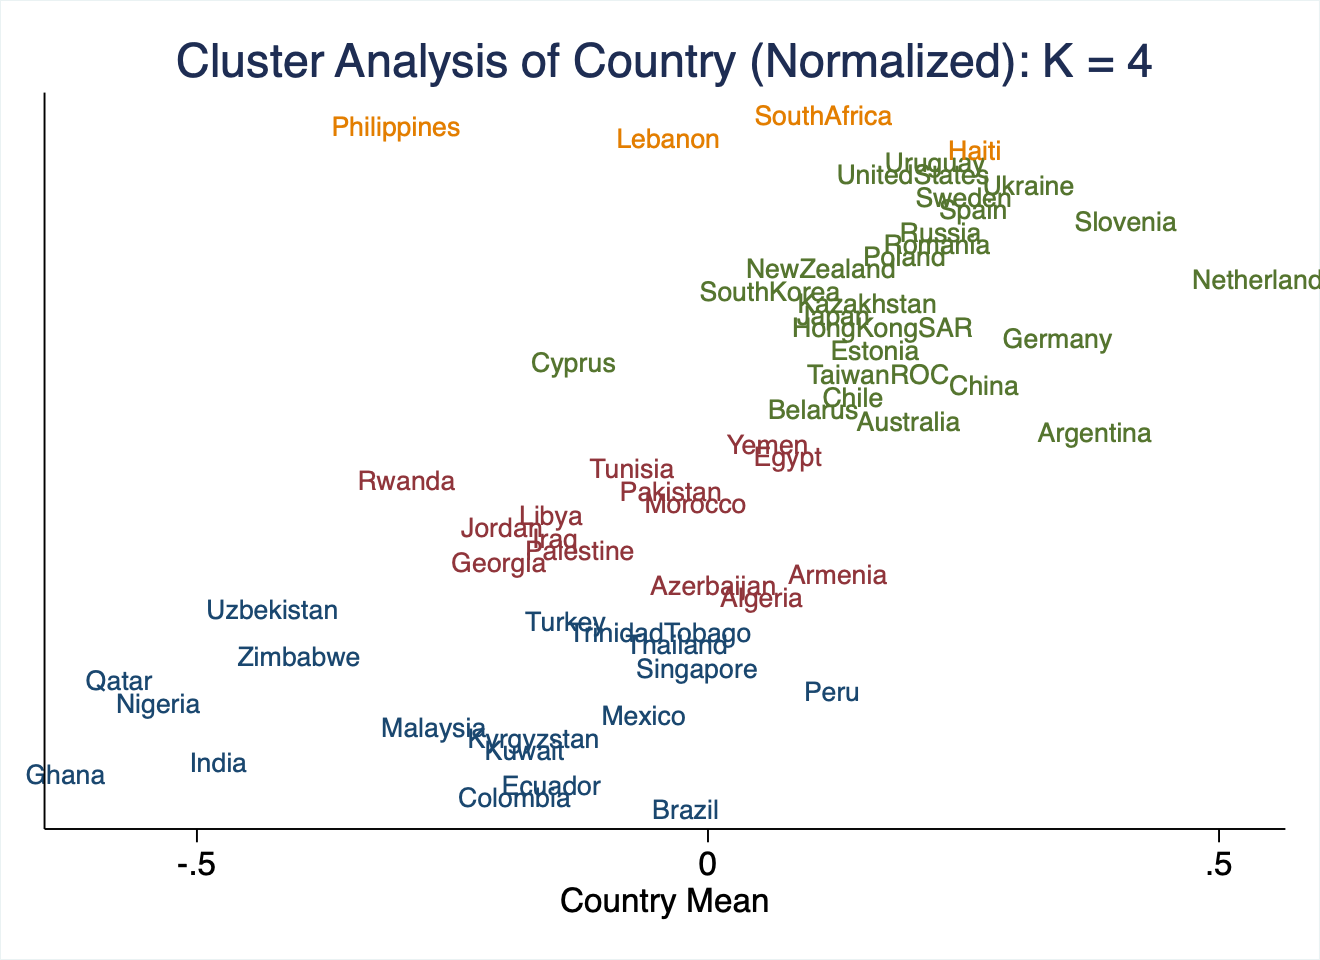 Cluster Analysis of Country (Normalized): K = 4
SouthAfrica
Philippines
Lebanon
Haiti
Uruguay
UnitedStates
Ukraine
Sweden
Spain
Slovenia
Russia
Romania
Poland
NewZealand
Netherland
SouthKorea
Kazakhstan
Japan
HongKongSAR
Germany
Estonia
Cyprus
TaiwanROC
China
Chile
Belarus
Australia
Argentina
Yemen
Egypt
Tunisia
Rwanda
Pakistan
Morocco
Libya
Jordan
Iraq
Palestine
Georgia
Armenia
Azerbaijan
Algeria
Uzbekistan
Turkey
TrinidadTobago
Thailand
Zimbabwe
Singapore
Qatar
Peru
Nigeria
Mexico
Malaysia
Kyrgyzstan
Kuwait
India
Ghana
Ecuador
Colombia
Brazil
-.5 0 .5
Country Mean